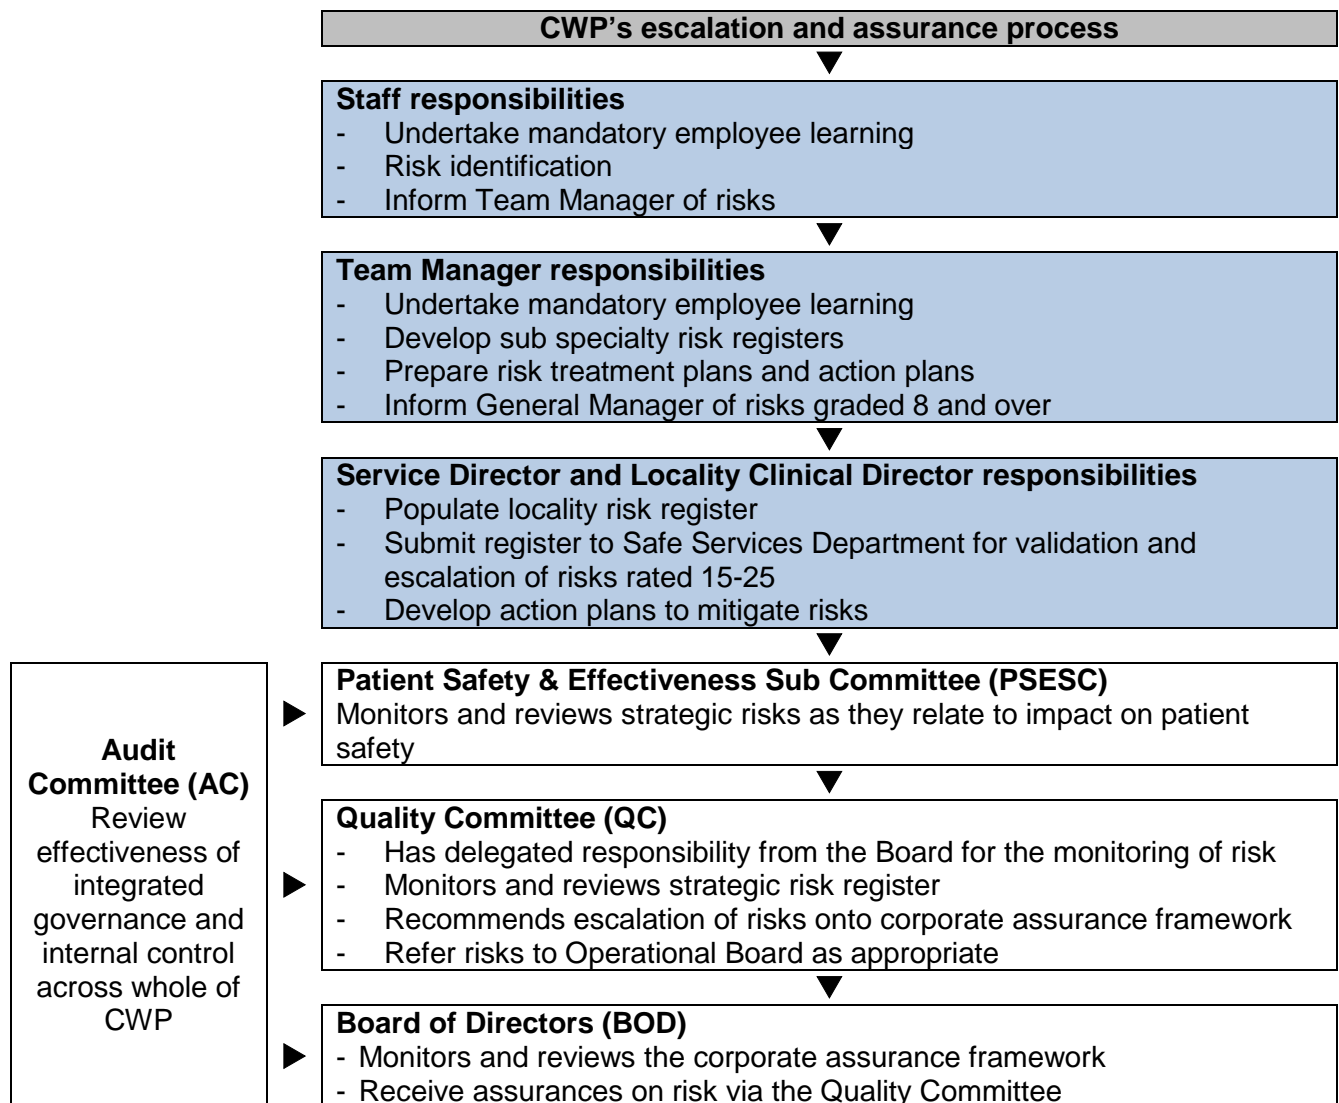 CWP's escalation and assurance process
Staff responsibilities
- Undertake mandatory employee learning
- Risk identification
- Inform Team Manager of risks
Team Manager responsibilities
- Undertake mandatory employee learning
- Develop sub specialty risk registers
- Prepare risk treatment plans and action plans
- Inform General Manager of risks graded 8 and over
Service Director and Locality Clinical Director responsibilities
- Populate locality risk register
- Submit register to Safe Services Department for validation and
escalation of risks rated 15-25
- Develop action plans to mitigate risks
Audit
Committee (AC)
Review
effectiveness of
integrated
governance and
internal control
across whole of
CWP
Patient Safety & Effectiveness Sub Committee (PSESC)
Monitors and reviews strategic risks as they relate to impact on patient
safety
Quality Committee (QC)
- Has delegated responsibility from the Board for the monitoring of risk
- Monitors and reviews strategic risk register
- Recommends escalation of risks onto corporate assurance framework
- Refer risks to Operational Board as appropriate
Board of Directors (BOD)
- Monitors and reviews the corporate assurance framework
- Receive assurances on risk via the Quality Committee